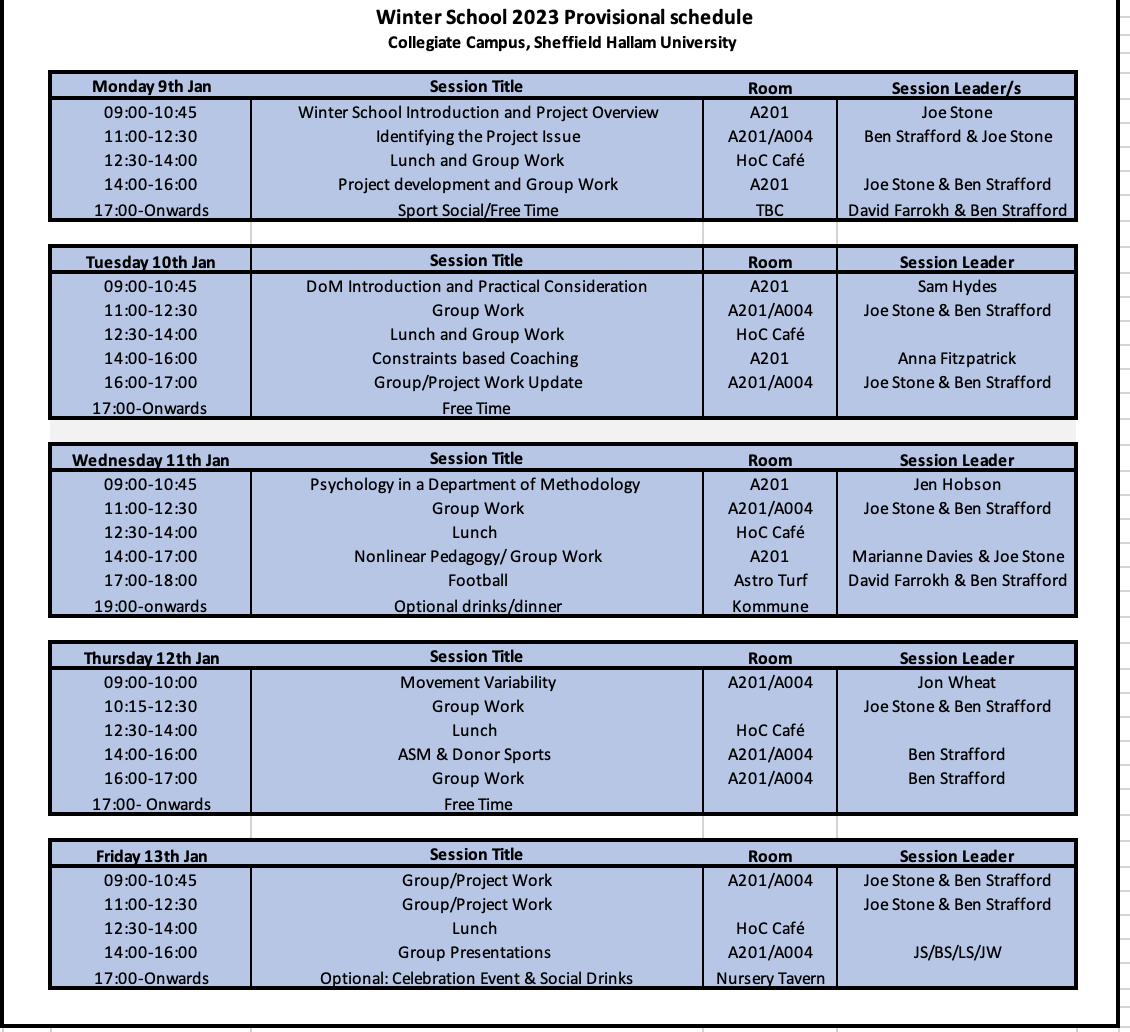 Winter School 2023 Provisional schedule
Collegiate Campus, Sheffield Hallam University
Monday 9th Jan Session Title Room Session Leader/s
09:00-10:45 Winter School Introduction and Project Overview A201 Joe Stone
11:00-12:30 Identifying the Project Issue A201/A004 Ben Strafford & Joe Stone
12:30-14:00 Lunch and Group Work HoC Café
14:00-16:00 Project development and Group Work A201 Joe Stone & Ben Strafford
17:00-Onwards Sport Social/Free Time TBC David Farrokh & Ben Strafford
Tuesday 10th Jan Session Title Room Session Leader
09:00-10:45 DoM Introduction and Practical Consideration A201 Sam Hydes
11:00-12:30 Group Work A201/A004 Joe Stone & Ben Strafford
12:30-14:00 Lunch and Group Work HoC Café
14:00-16:00 Constraints based Coaching A201 Anna Fitzpatrick
16:00-17:00 Group/Project Work Update A201/A004 Joe Stone & Ben Strafford
17:00-Onwards Free Time
Wednesday 11th Jan Session Title Room Session Leader
09:00-10:45 Psychology in a Department of Methodology A201 Jen Hobson
11:00-12:30 Group Work A201/A004 Joe Stone & Ben Strafford
12:30-14:00 Lunch HoC Café
14:00-17:00 Nonlinear Pedagogy/ Group Work A201 Marianne Davies & Joe Stone
17:00-18:00 Football Astro Turf David Farrokh & Ben Strafford
19:00-onwards Optional drinks/dinner Kommune
Thursday 12th Jan Session Title Room Session Leader
09:00-10:00 Movement Variability A201/A004 Jon Wheat
10:15-12:30 Group Work Joe Stone & Ben Strafford
12:30-14:00 Lunch HoC Café
14:00-16:00 ASM & Donor Sports A201/A004 Ben Strafford
16:00-17:00 Group Work A201/A004 Ben Strafford
17:00- Onwards Free Time
Friday 13th Jan Session Title Room Session Leader
09:00-10:45 Group/Project Work A201/A004 Joe Stone & Ben Strafford
11:00-12:30 Group/Project Work Joe Stone & Ben Strafford
12:30-14:00 Lunch HoC Café
14:00-16:00 Group Presentations A201/A004 JS/BS/LS/JW
17:00-Onwards Optional: Celebration Event & Social Drinks Nursery Tavern